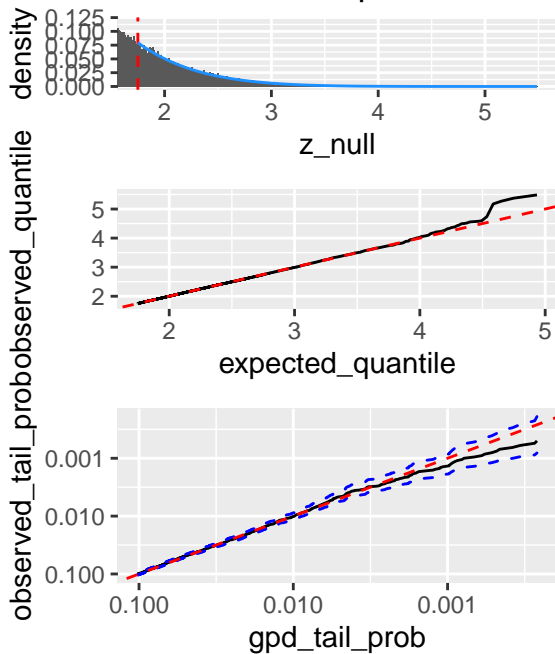 density
0.125
0.100
0.075
0.050
0.025
0.000
2 3 4 5
z_null
observed_quantile
5
4
3
2
2 3 4 5
expected_quantile
observed_tail_prob
0.001
0.010
0.100
0.100 0.010 0.001
gpd_tail_prob